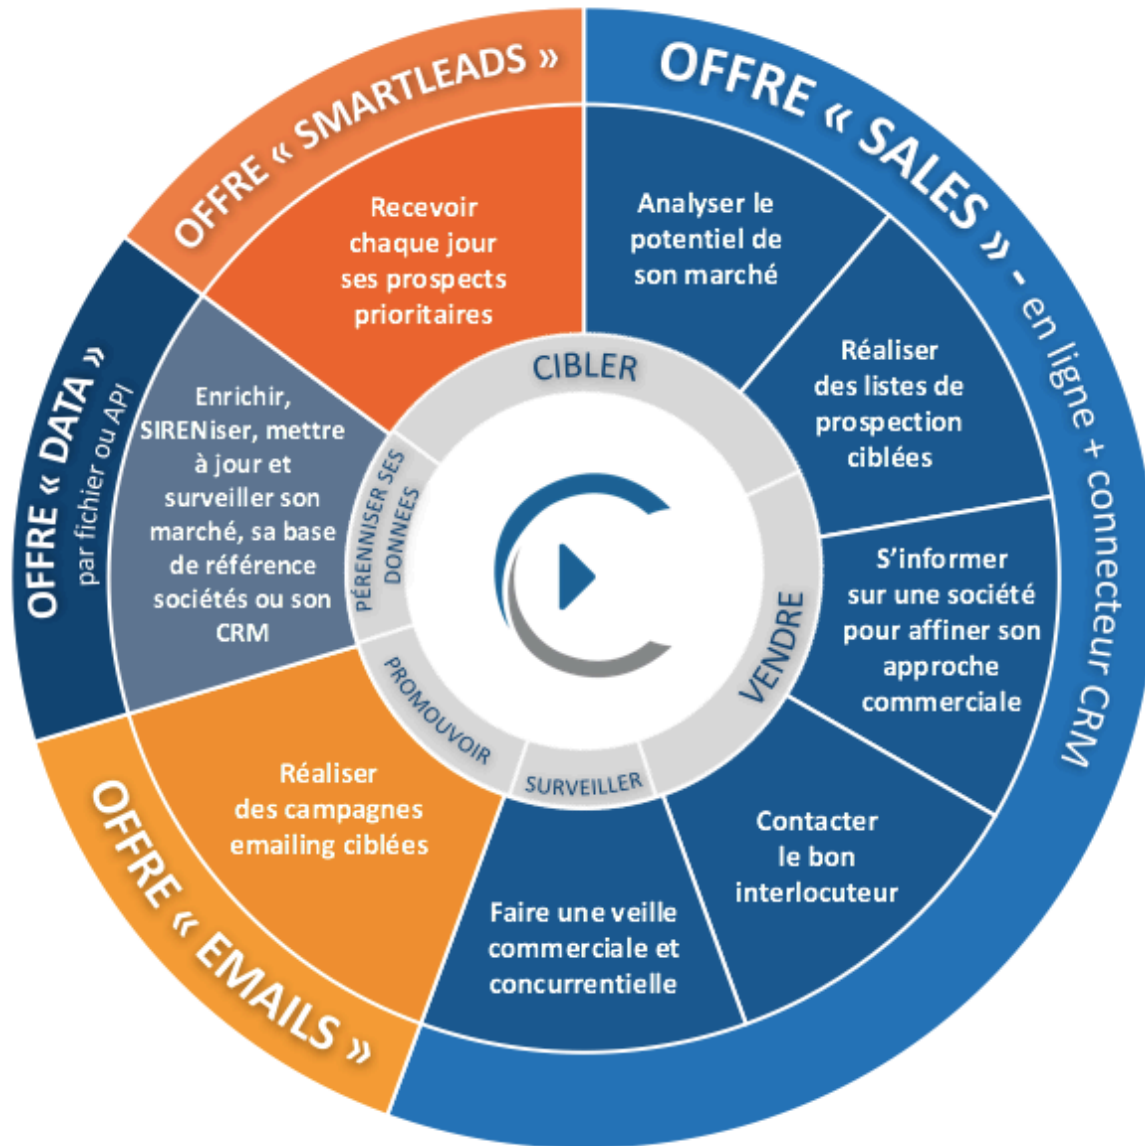 OFFRE « SMARTLEADS »
OFFRE « SALES » - en ligne + connecteur CRM
OFFRE « DATA »
par fichier ou API
OFFRE « EMAILS »
Recevoir
chaque jour
ses prospects
prioritaires
Analyser le
potentiel de
son marché
Réaliser
des listes de
prospection
ciblées
S’informer
sur une société
pour affiner son
approche
commerciale
Contacter
le bon
interlocuteur
Faire une veille
commerciale et
concurrentielle
Réaliser
des campagnes
emailing ciblées
Enrichir,
SIRENiser, mettre
à jour et
surveiller son
marché, sa base
de référence
sociétés ou son
CRM
CIBLER
VENDRE
SURVEILLER
PROMOUVOIR
PÉRENNISER SES
DONNEES